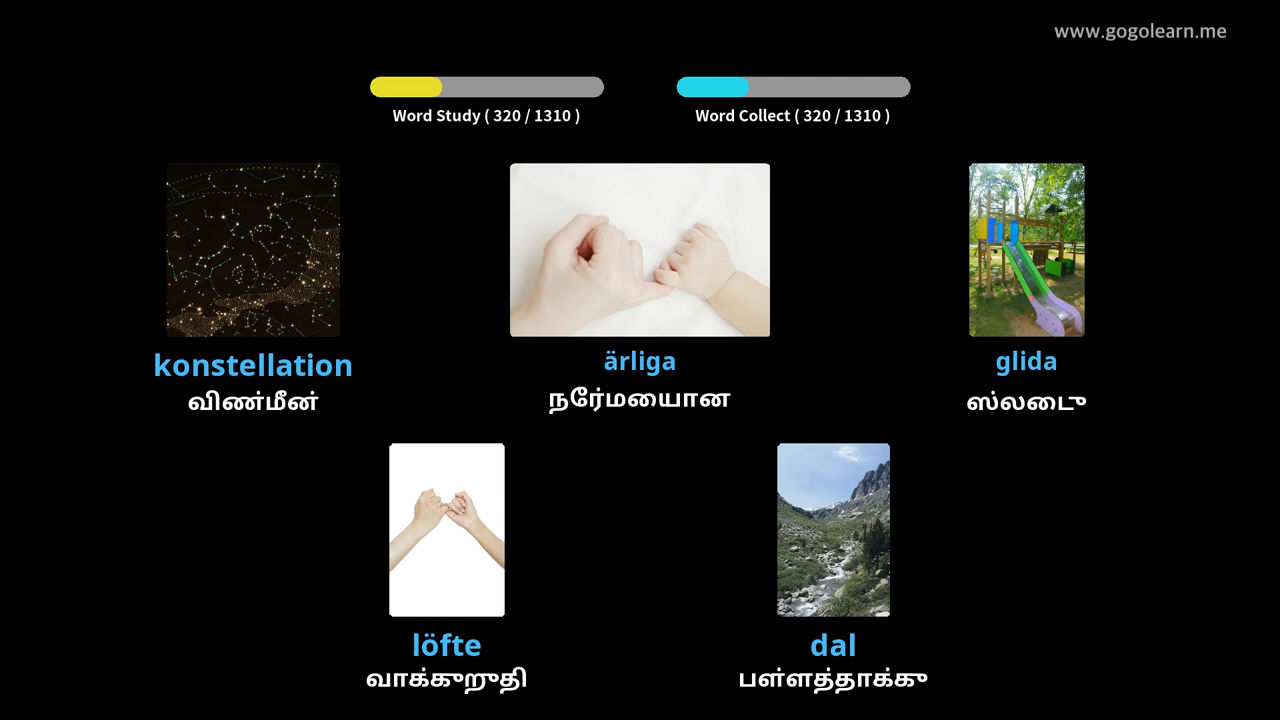 www.gogolearn.me
Word Study ( 320 / 1310 )
Word Collect ( 320 / 1310 )
konstellation
விண்மீன்
ärliga
நேர்மையான
glida
ஸ்லைடு
löfte
வாக்குறுதி
dal
பள்ளத்தாக்கு